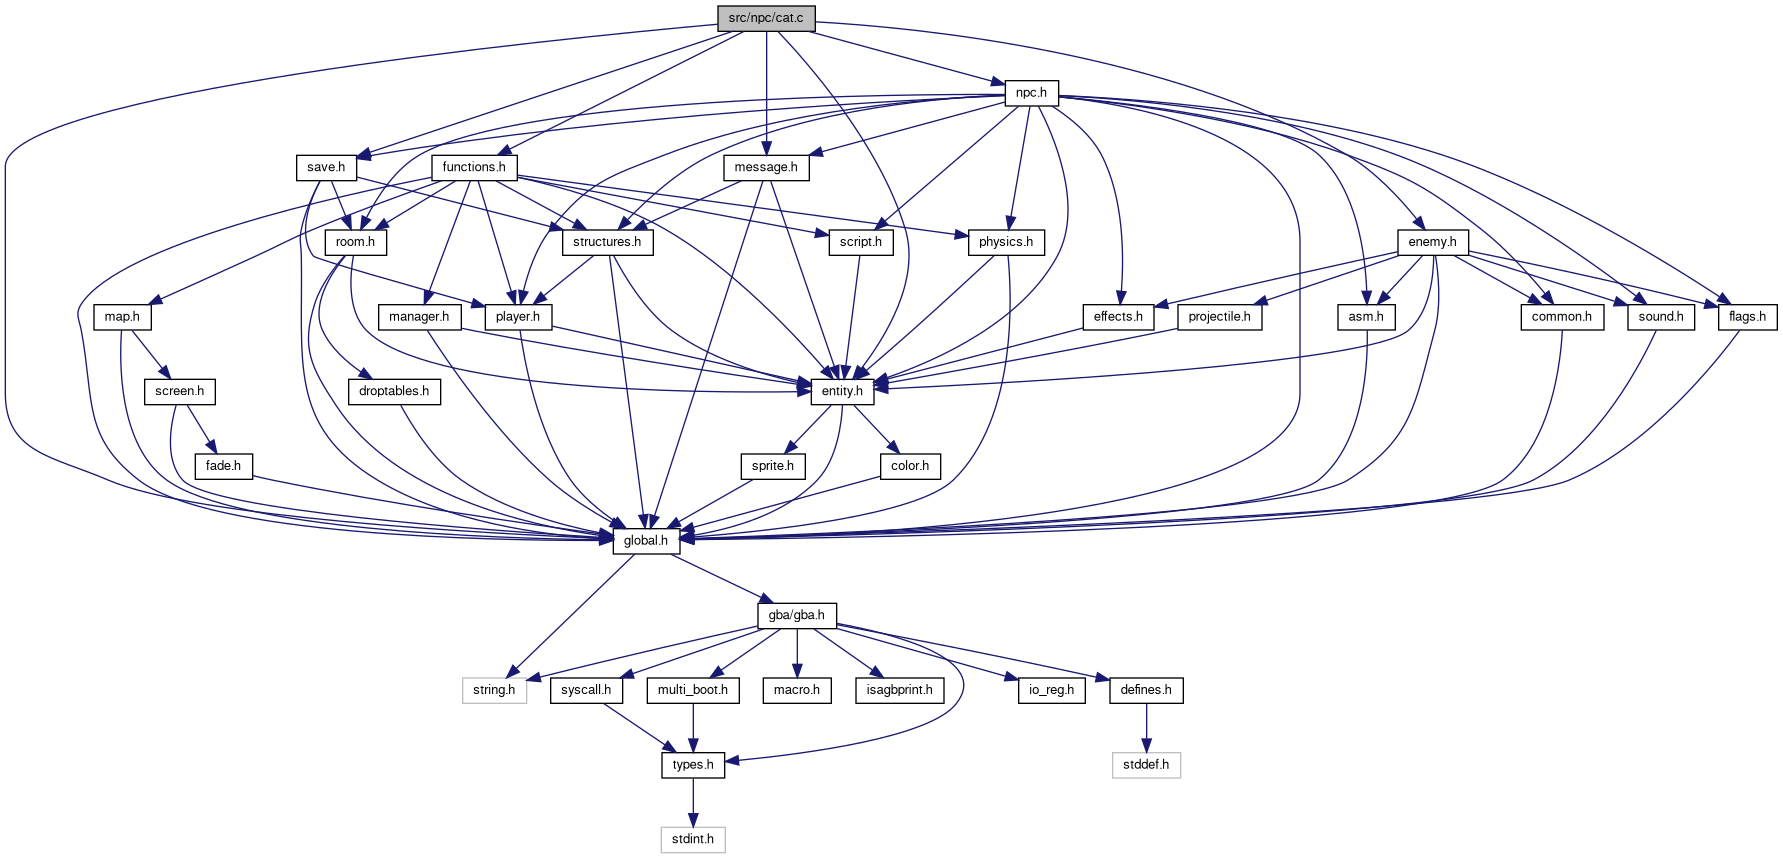 src/npc/cat.c
npc.h
save.h
functions.h
message.h
room.h
structures.h
script.h
physics.h
enemy.h
map.h
manager.h
player.h
effects.h
projectile.h
asm.h
common.h
sound.h
flags.h
screen.h
droptables.h
entity.h
fade.h
sprite.h
color.h
global.h
gba/gba.h
string.h
syscall.h
multi_boot.h
macro.h
isagbprint.h
io_reg.h
defines.h
types.h
stddef.h
stdint.h